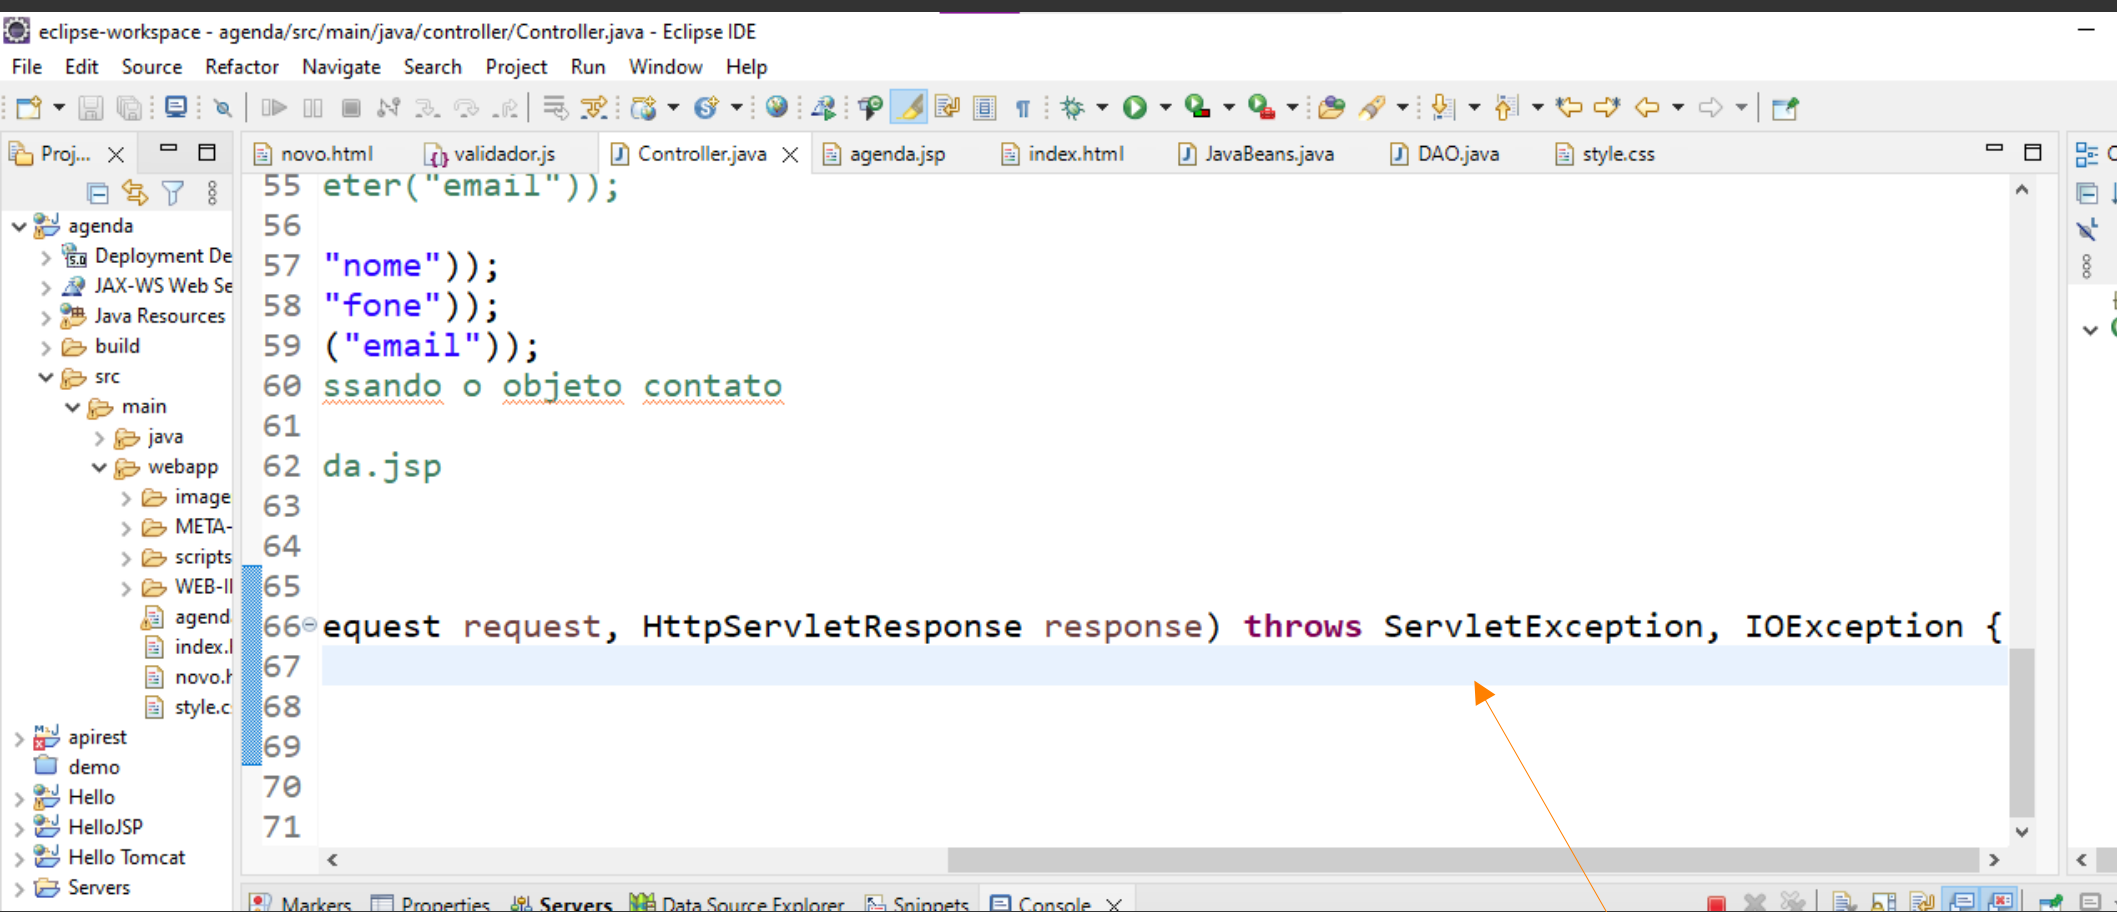 eclipse-workspace - agenda/src/main/java/controller/Controller.java - Eclipse IDE
File Edit Source Refactor Navigate Search Project Run Window Help
Proj...
novo.html validador.js Controller.java agenda.jsp index.html JavaBeans.java DAO.java style.css
agenda
Deployment De
JAX-WS Web Se
Java Resources
build
src
main
java
webapp
image
META-
scripts
WEB-I
agend
index.
novo.h
style.c
apirest
demo
Hello
HelloJSP
Hello Tomcat
Servers
55 eter("email"));
56
57 "nome"));
58 "fone"));
59 ("email"));
60 ssando o objeto contato
61
62 da.jsp
63
64
65
66 equest request, HttpServletResponse response) throws ServletException, IOException {
67
68
69
70
71
Markers Properties Servers Data Source Explorer Snippets Console